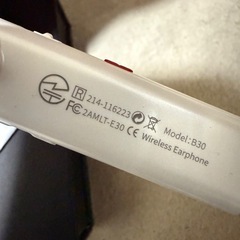 R 214-116223
Model:B30
FC 2AMLT-E30 CE Wireless Earphone